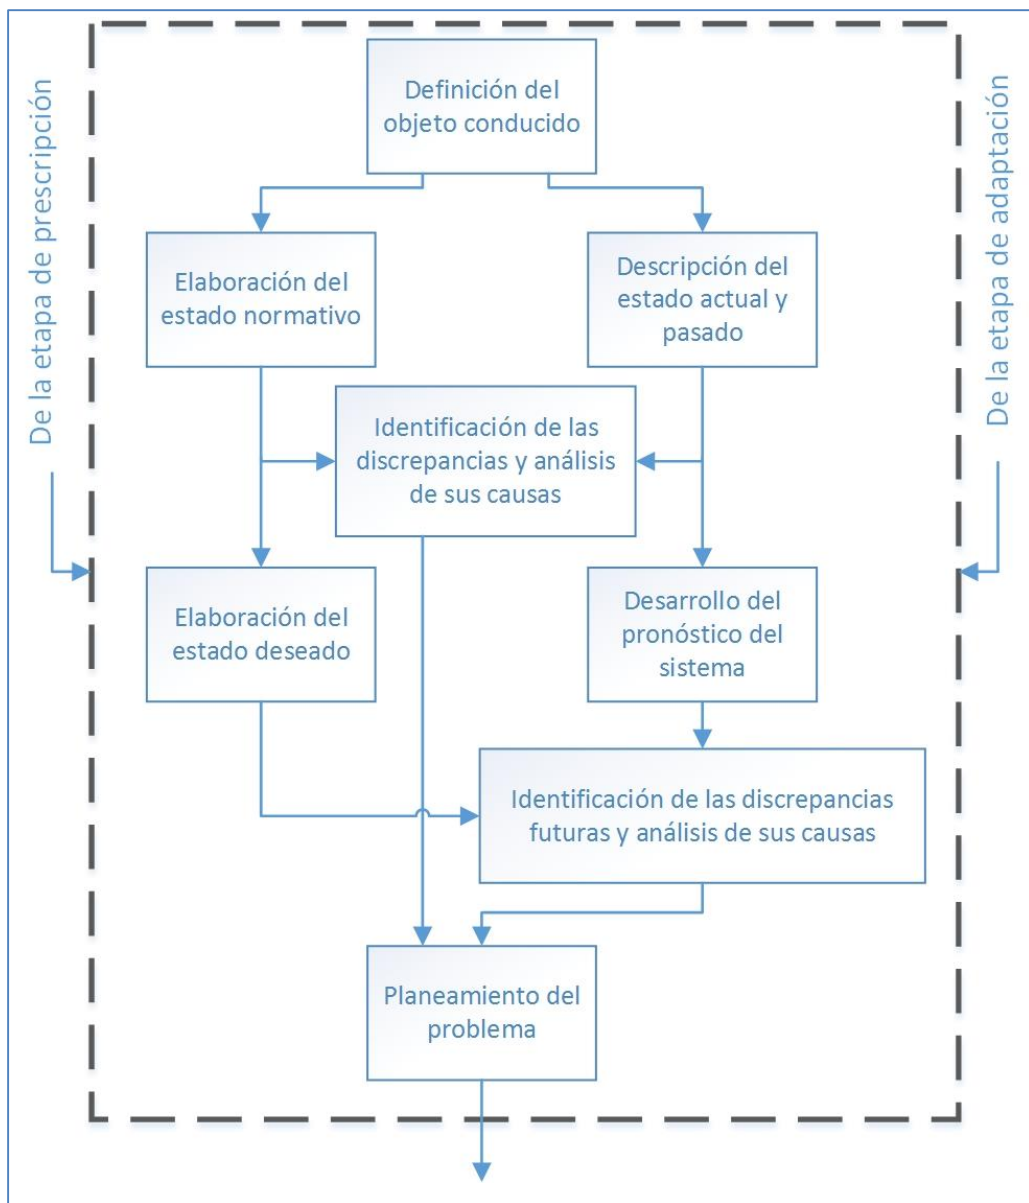 De la etapa de prescripción
Definición del
objeto conducido
De la etapa de adaptación
Elaboración del
estado normativo
Descripción del
estado actual y
pasado
Identificación de las
discrepancias y análisis
de sus causas
Elaboración del
estado deseado
Desarrollo del
pronóstico del
sistema
Identificación de las discrepancias
futuras y análisis de sus causas
Planeamiento del
problema